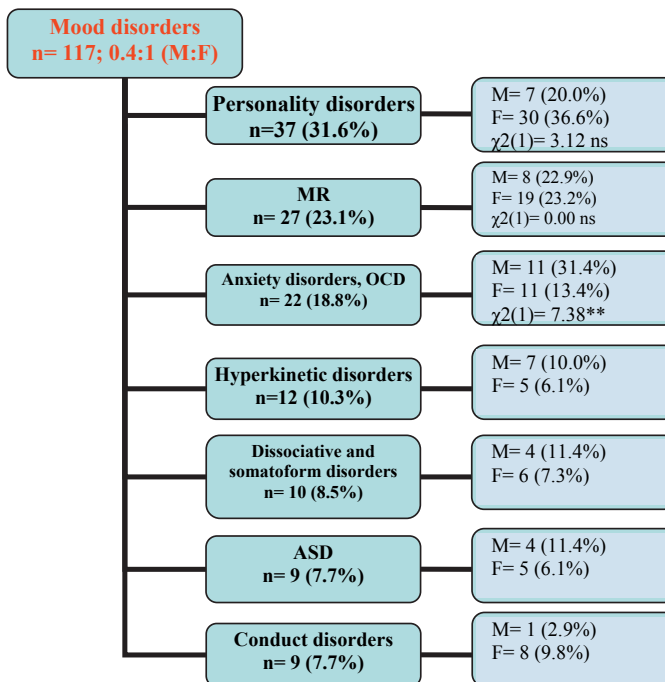 Mood disorders
n= 117; 0.4:1 (M:F)
Personality disorders
n=37 (31.6%)
M= 7 (20.0%)
F= 30 (36.6%)
χ2(1)= 3.12 ns
MR
n = 27 (23.1%)
M= 8 (22.9%)
F= 19 (23.2%)
χ2(1)= 0.00 ns
Anxiety disorders, OCD
n= 22 (18.8%)
M= 11 (31.4%)
F= 11 (13.4%)
χ2(1)= 7.38**
Hyperkinetic disorders
n=12 (10.3%)
M= 7 (10.0%)
F= 5 (6.1%)
Dissociative and
somatoform disorders
n= 10 (8.5%)
M= 4 (11.4%)
F= 6 (7.3%)
ASD
n= 9 (7.7%)
M= 4 (11.4%)
F= 5 (6.1%)
Conduct disorders
n= 9 (7.7%)
M= 1 (2.9%)
F= 8 (9.8%)